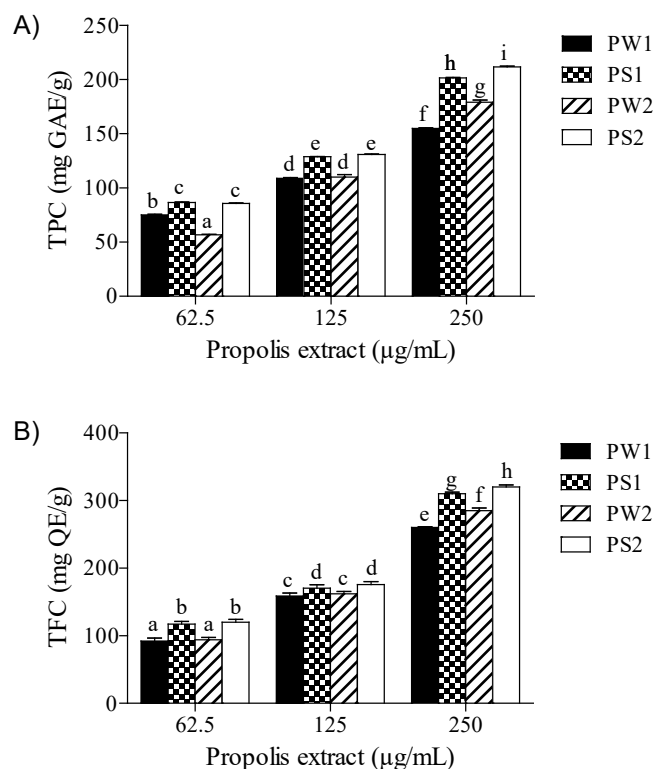 A)
TPC (mg GAE/g)
250
200
150
100
50
0
b c a c
d e d e
f h g i
62.5 125 250
Propolis extract (µg/mL)
PW1
PS1
PW2
PS2
B)
TFC (mg QE/g)
400
300
200
100
0
a b a b
c d c d
e g f h
62.5 125 250
Propolis extract (µg/mL)
PW1
PS1
PW2
PS2